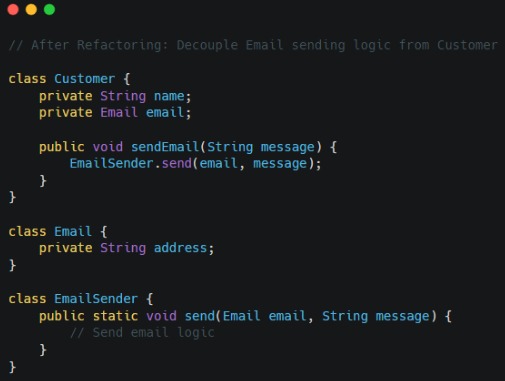 // After Refactoring: Decouple Email sending logic from Customer
class Customer {
    private String name;
    private Email email;
    public void sendEmail(String message) {
        EmailSender.send(email, message);
    }
}
class Email {
    private String address;
}
class EmailSender {
    public static void send(Email email, String message) {
        // Send email logic
    }
}